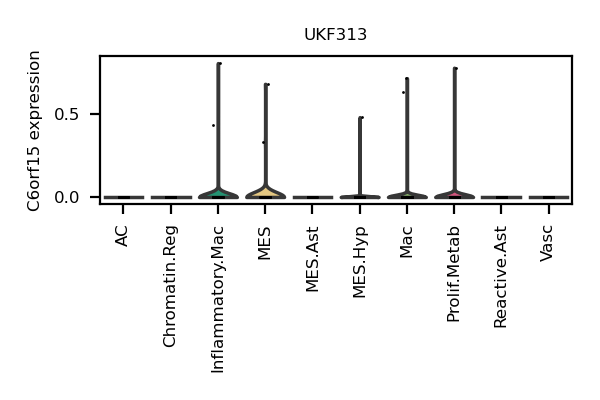 UKF313
C6orf15 expression
0.5
0.0
AC
Chromatin.Reg
Inflammatory.Mac
MES
MES.Ast
MES.Hyp
Mac
Prolif.Metab
Reactive.Ast
Vasc